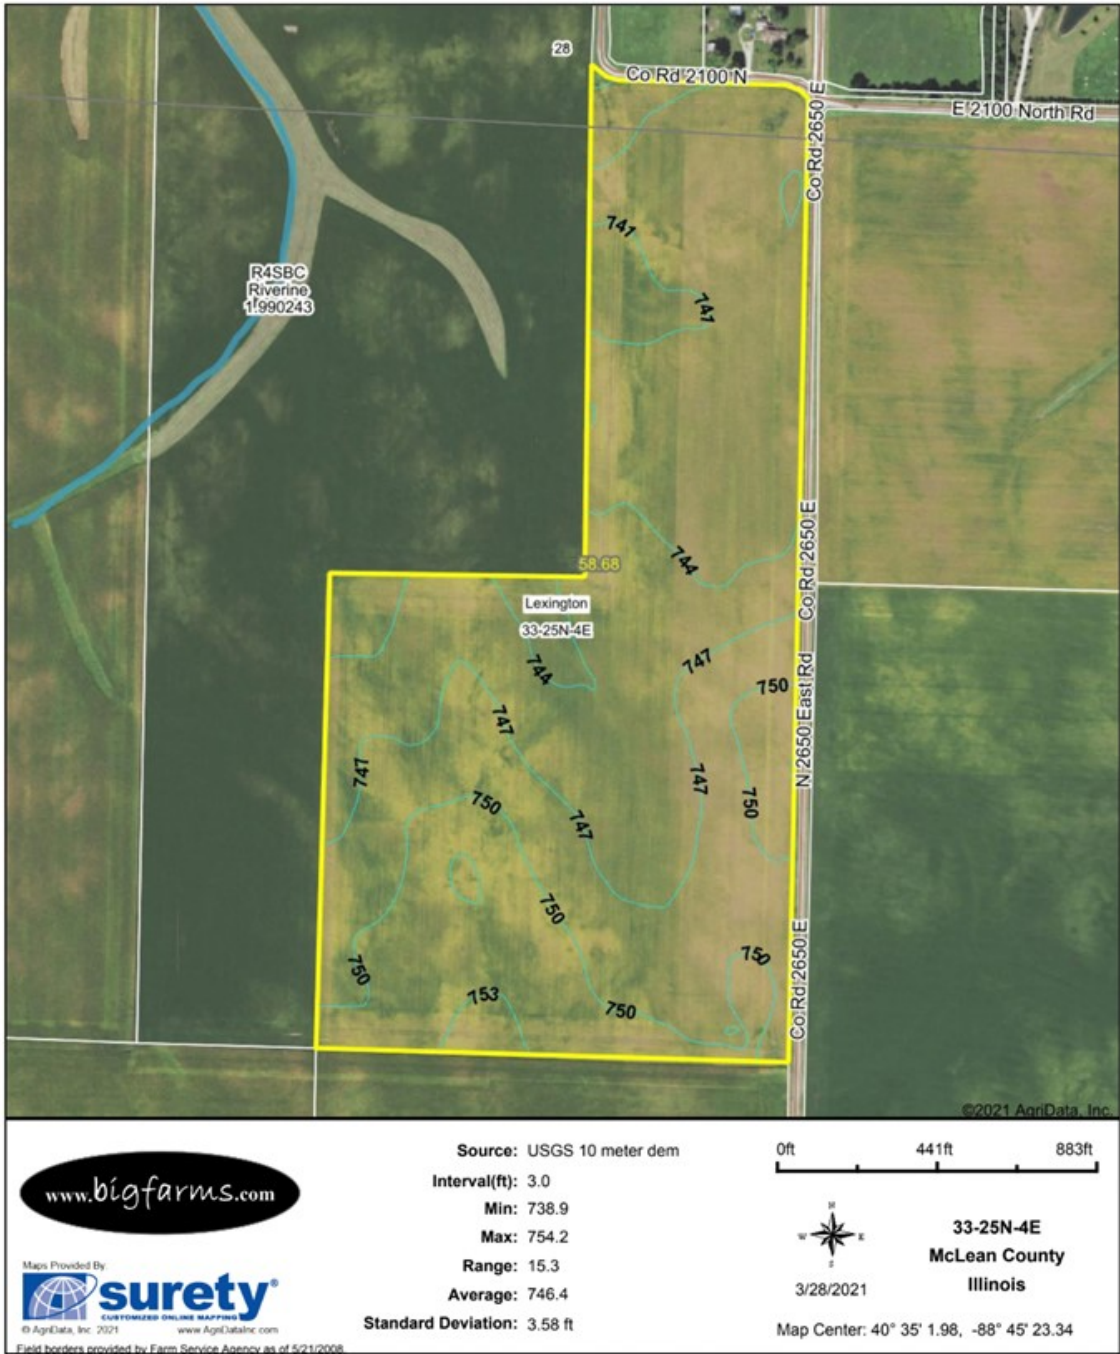 28
Co Rd 2100 N
Co Rd 2650 E
E 2100 North Rd
741
R4SBC
Riverine
1.990243
741
Co Rd 2650 E
744
58.68
Lexington
33-25N-4E
744
747
750
N 2650 East Rd
747
747
747
750
750
747
750
Co Rd 2650 E
750
750
753
750
©2021 AgriData, Inc.
www.bigfarms.com
Maps Provided By:
surety®
CUSTOMIZED ONLINE MAPPING
© AgriData, Inc. 2021
www.AgriDataInc.com
Field borders provided by Farm Service Agency as of 5/21/2008.
Source: USGS 10 meter dem
Interval(ft): 3.0
Min: 738.9
Max: 754.2
Range: 15.3
Average: 746.4
Standard Deviation: 3.58 ft
0ft 441ft 883ft
N
W E
S
3/28/2021
33-25N-4E
McLean County
Illinois
Map Center: 40° 35' 1.98, -88° 45' 23.34